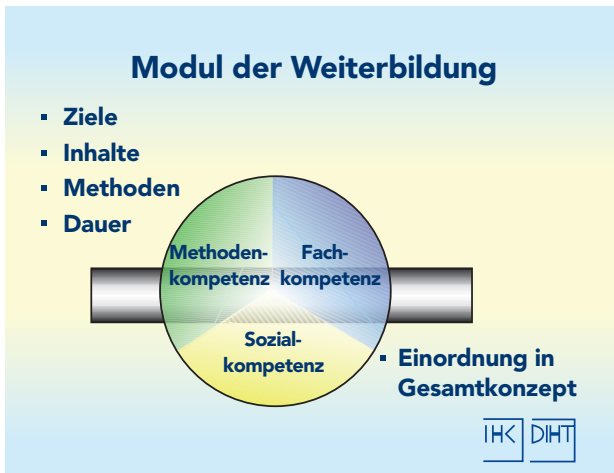 Modul der Weiterbildung
▪ Ziele
▪ Inhalte
▪ Methoden
▪ Dauer
Methoden-
kompetenz
Fach-
kompetenz
Sozial-
kompetenz
▪ Einordnung in
Gesamtkonzept
IHK DIHT